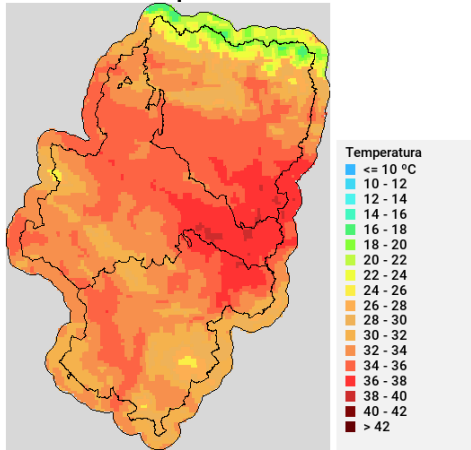 Temperatura
<= 10 ºC
10 - 12
12 - 14
14 - 16
16 - 18
18 - 20
20 - 22
22 - 24
24 - 26
26 - 28
28 - 30
30 - 32
32 - 34
34 - 36
36 - 38
38 - 40
40 - 42
> 42